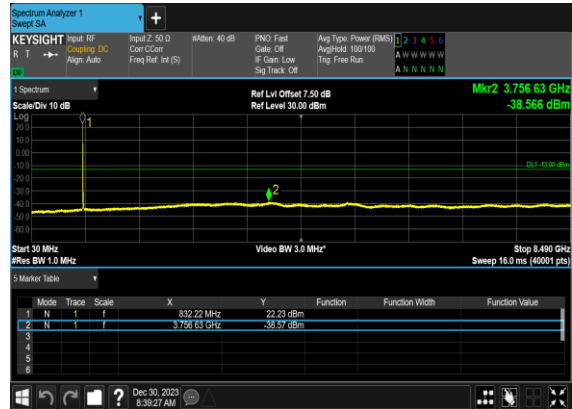 Spectrum Analyzer 1
Swept SA
+
KEYSIGHT Input: RF Input Z: 50 Ω #Atten: 40 dB PNO: Fast Avg Type: Power (RMS) 1 2 3 4 5 6
R T Coupling: DC Corr CCorr Gate: Off Avg|Hold: 100/100 A W W W W W
Align: Auto Freq Ref: Int (S) IF Gain: Low Trig: Free Run
Sig Track: Off A N N N N N
1 Spectrum Ref Lvl Offset 7.50 dB Mkr2 3.756 63 GHz
Scale/Div 10 dB Ref Level 30.00 dBm -38.566 dBm
Log
20.0
10.0
0.00
-10.0
-20.0
-30.0
-40.0
-50.0
-60.0
1
DL1 -13.00 dBm
2
Start 30 MHz Video BW 3.0 MHz* Stop 8.490 GHz
#Res BW 1.0 MHz Sweep 16.0 ms (40001 pts)
5 Marker Table
Mode Trace Scale X Y Function Function Width Function Value
1 N 1 f 832.22 MHz 22.23 dBm
2 N 1 f 3.756 63 GHz -38.57 dBm
3
4
5
6
? Dec 30, 2023
8:39:27 AM